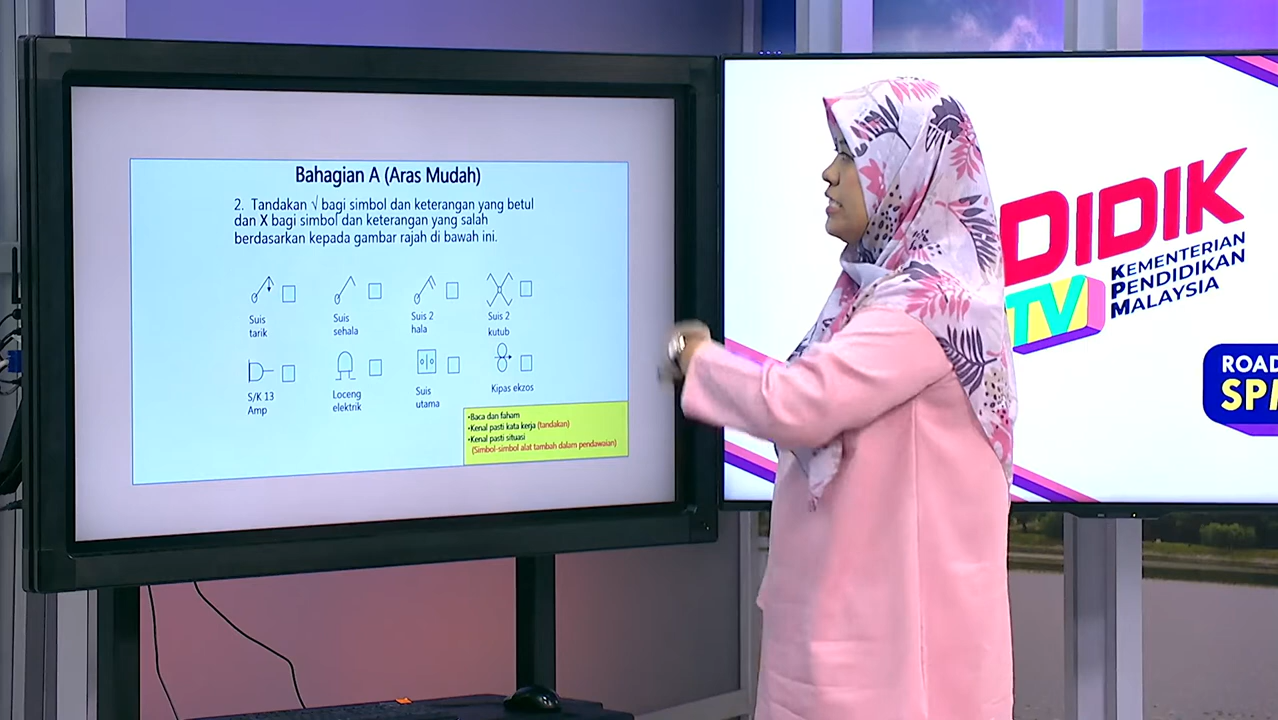 Bahagian A (Aras Mudah)
2. Tandakan √ bagi simbol dan keterangan yang betul
dan X bagi simbol dan keterangan yang salah
berdasarkan kepada gambar rajah di bawah ini.
Suis
tarik
Suis
sehala
Suis 2
hala
Suis 2
kutub
S/K 13
Amp
Loceng
elektrik
Suis
utama
Kipas ekzos
•Baca dan faham
•Kenal pasti kata kerja (tandakan)
•Kenal pasti situasi
(Simbol-simbol alat tambah dalam pendawaian)
DIDIK
TV
KEMENTERIAN
PENDIDIKAN
MALAYSIA
ROAD
SPM